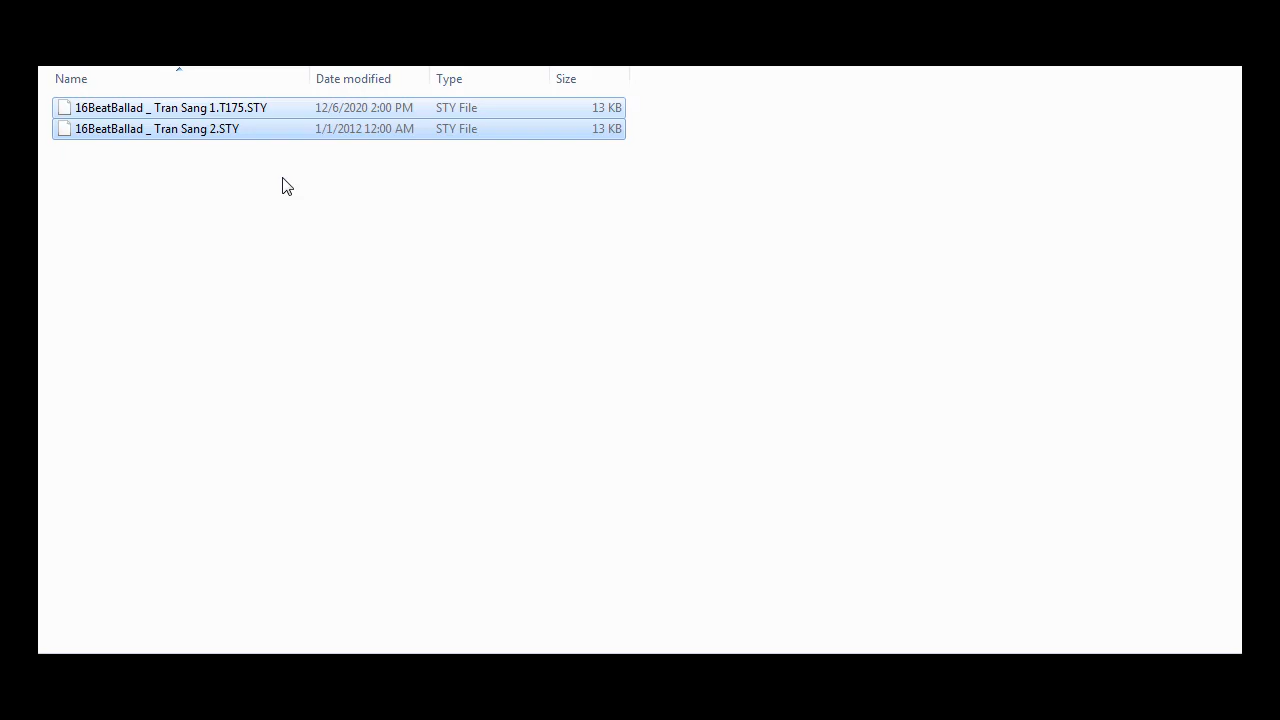 Name Date modified Type Size
16BeatBallad _ Tran Sang 1.T175.STY 12/6/2020 2:00 PM STY File 13 KB
16BeatBallad _ Tran Sang 2.STY 1/1/2012 12:00 AM STY File 13 KB